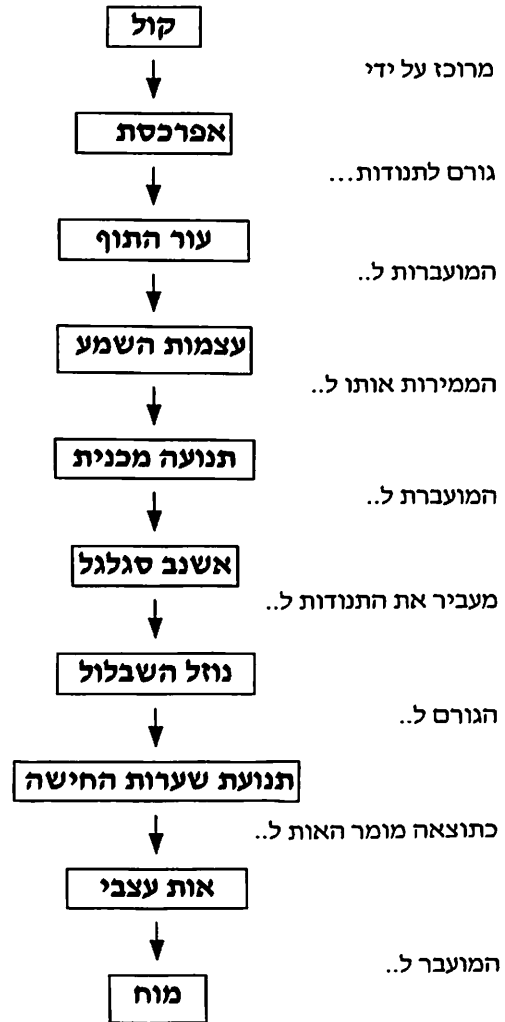 קול
מרוכז על ידי
אפרכסת
גורם לתנודות...
עור התוף
המועברות ל..
עצמות השמע
הממירות אותו ל..
תנועה מכנית
המועברת ל..
אשנב סגלגל
מעביר את התנודות ל..
נוזל השבלול
הגורם ל..
תנועת שערות החישה
כתוצאה מומר האות ל..
אות עצבי
המועבר ל..
מוח